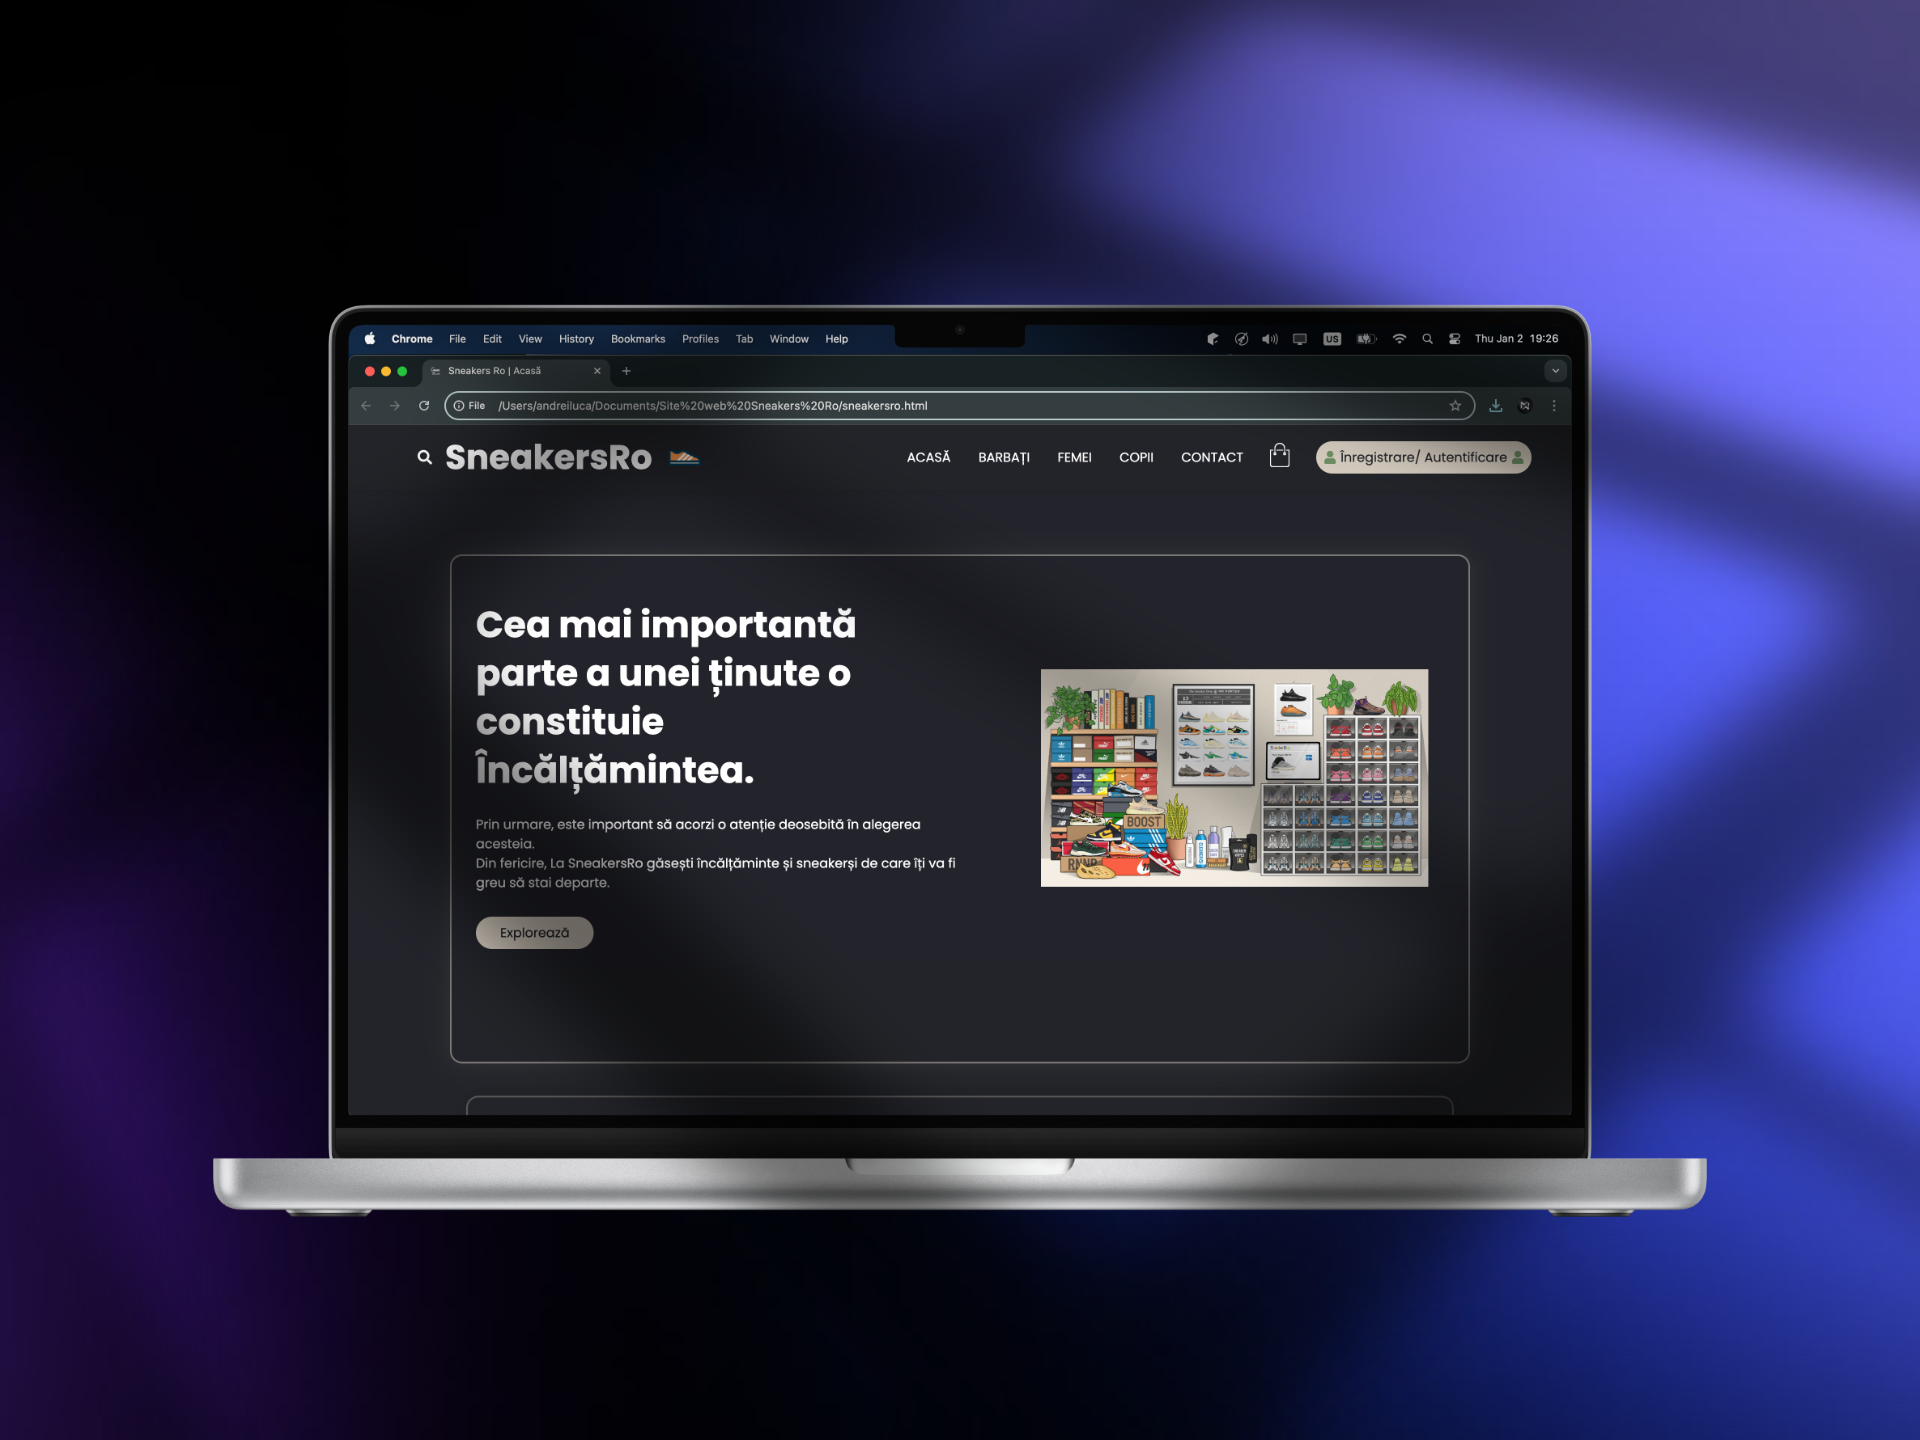 Chrome File Edit View History Bookmarks Profiles Tab Window Help US Thu Jan 2 19:26
Sneakers Ro | Acasă
File /Users/andreiluca/Documents/Site%20web%20Sneakers%20Ro/sneakersro.html
SneakersRo ACASĂ BARBAȚI FEMEI COPII CONTACT Înregistrare/ Autentificare
Cea mai importantă
parte a unei ținute o
constituie
Încălțămintea.
Prin urmare, este important să acorzi o atenție deosebită în alegerea
acesteia.
Din fericire, La SneakersRo găsești încălțăminte și sneakerși de care îți va fi
greu să stai departe.
Explorează
BOOST
RNNR